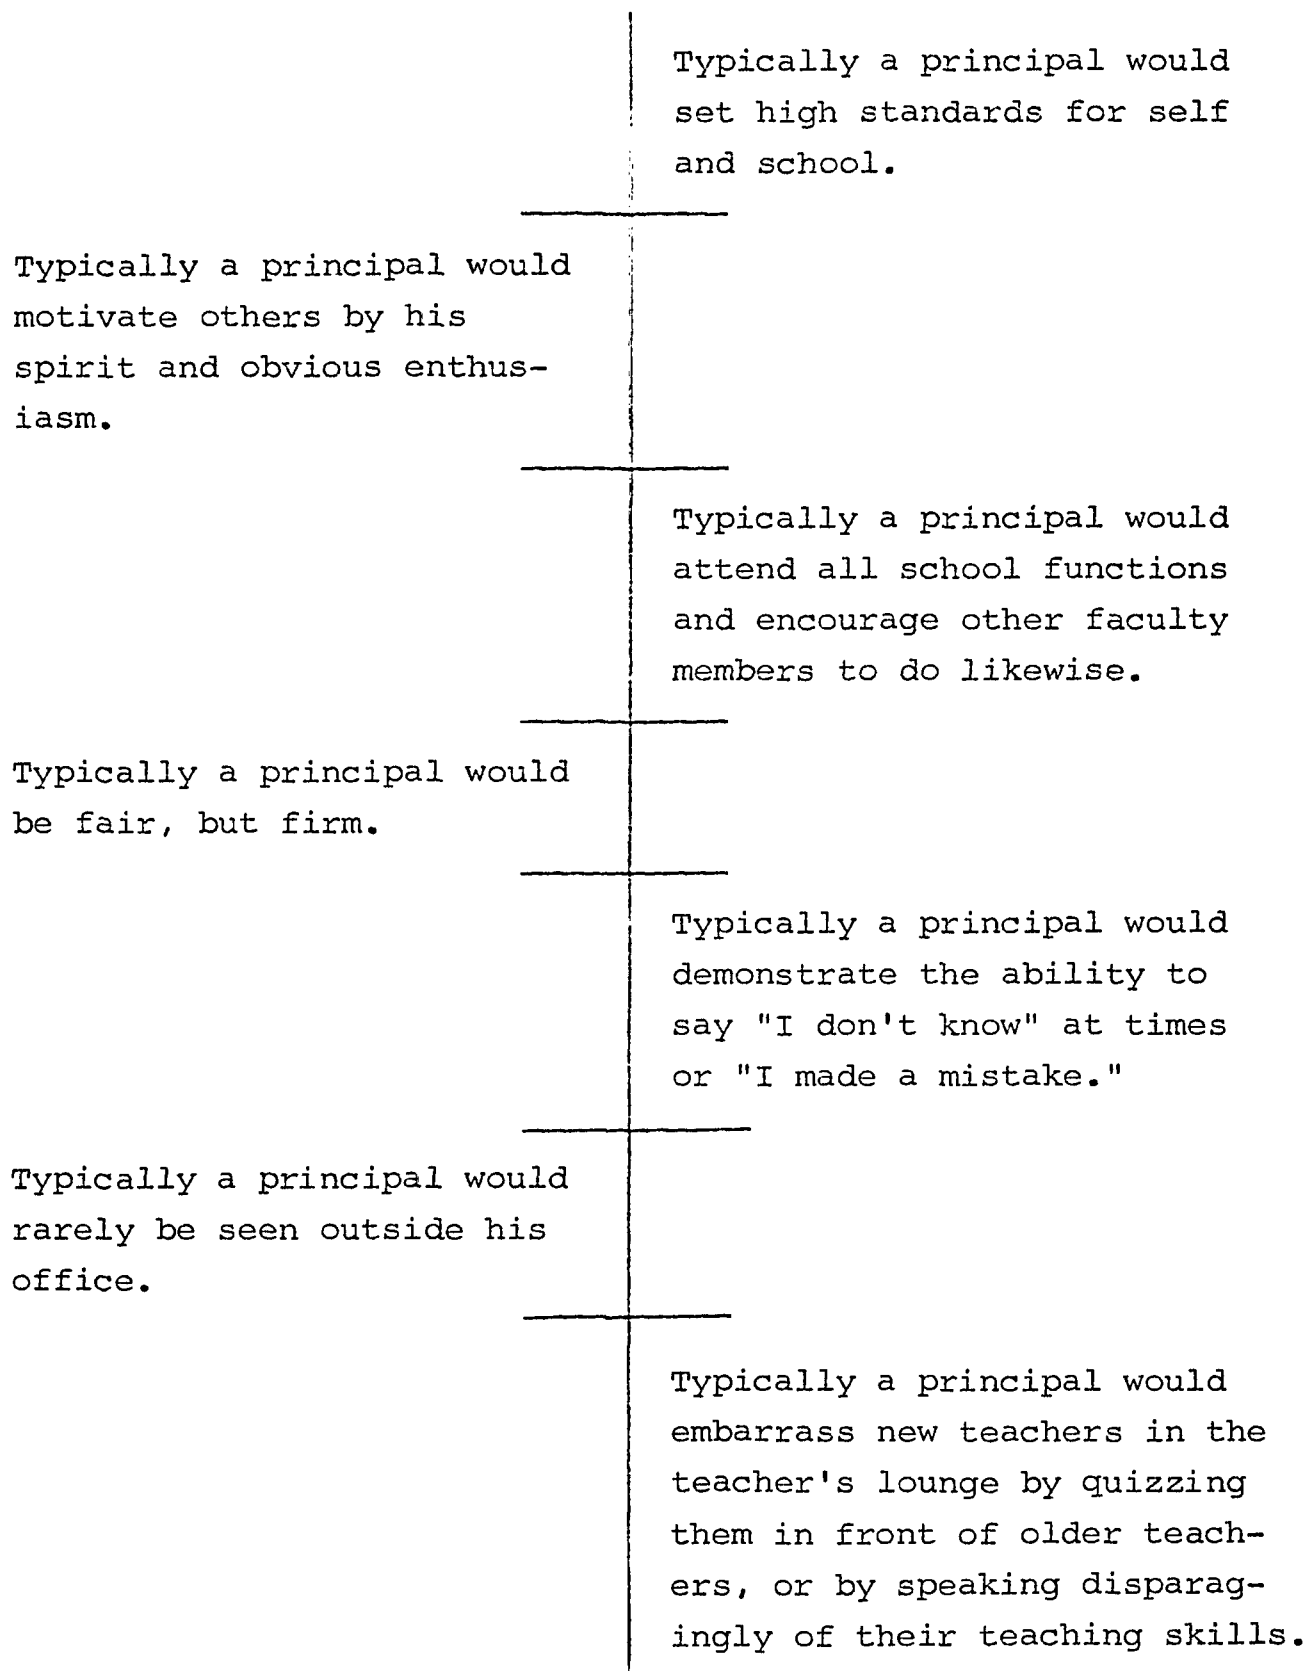 Typically a principal would
set high standards for self
and school.
Typically a principal would
motivate others by his
spirit and obvious enthus-
iasm.
Typically a principal would
attend all school functions
and encourage other faculty
members to do likewise.
Typically a principal would
be fair, but firm.
Typically a principal would
demonstrate the ability to
say "I don't know" at times
or "I made a mistake."
Typically a principal would
rarely be seen outside his
office.
Typically a principal would
embarrass new teachers in the
teacher's lounge by quizzing
them in front of older teach-
ers, or by speaking disparag-
ingly of their teaching skills.